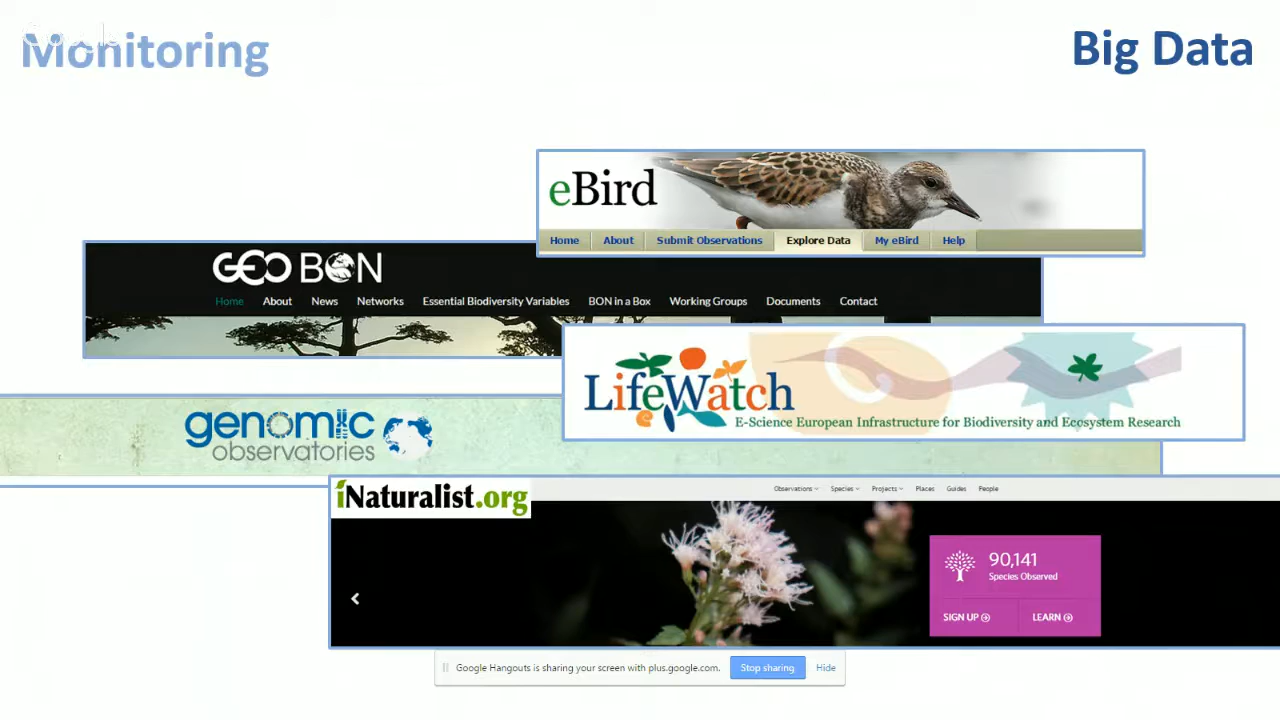 Google
Monitoring
Big Data
eBird
Home About Submit Observations Explore Data My eBird Help
GEO BON
Home About News Networks Essential Biodiversity Variables BON in a Box Working Groups Documents Contact
LifeWatch
E-Science European Infrastructure for Biodiversity and Ecosystem Research
genomic
observatories
iNaturalist.org
Observations Species Projects Places Guides People
90,141
Species Observed
SIGN UP LEARN
Google Hangouts is sharing your screen with plus.google.com. Stop sharing Hide